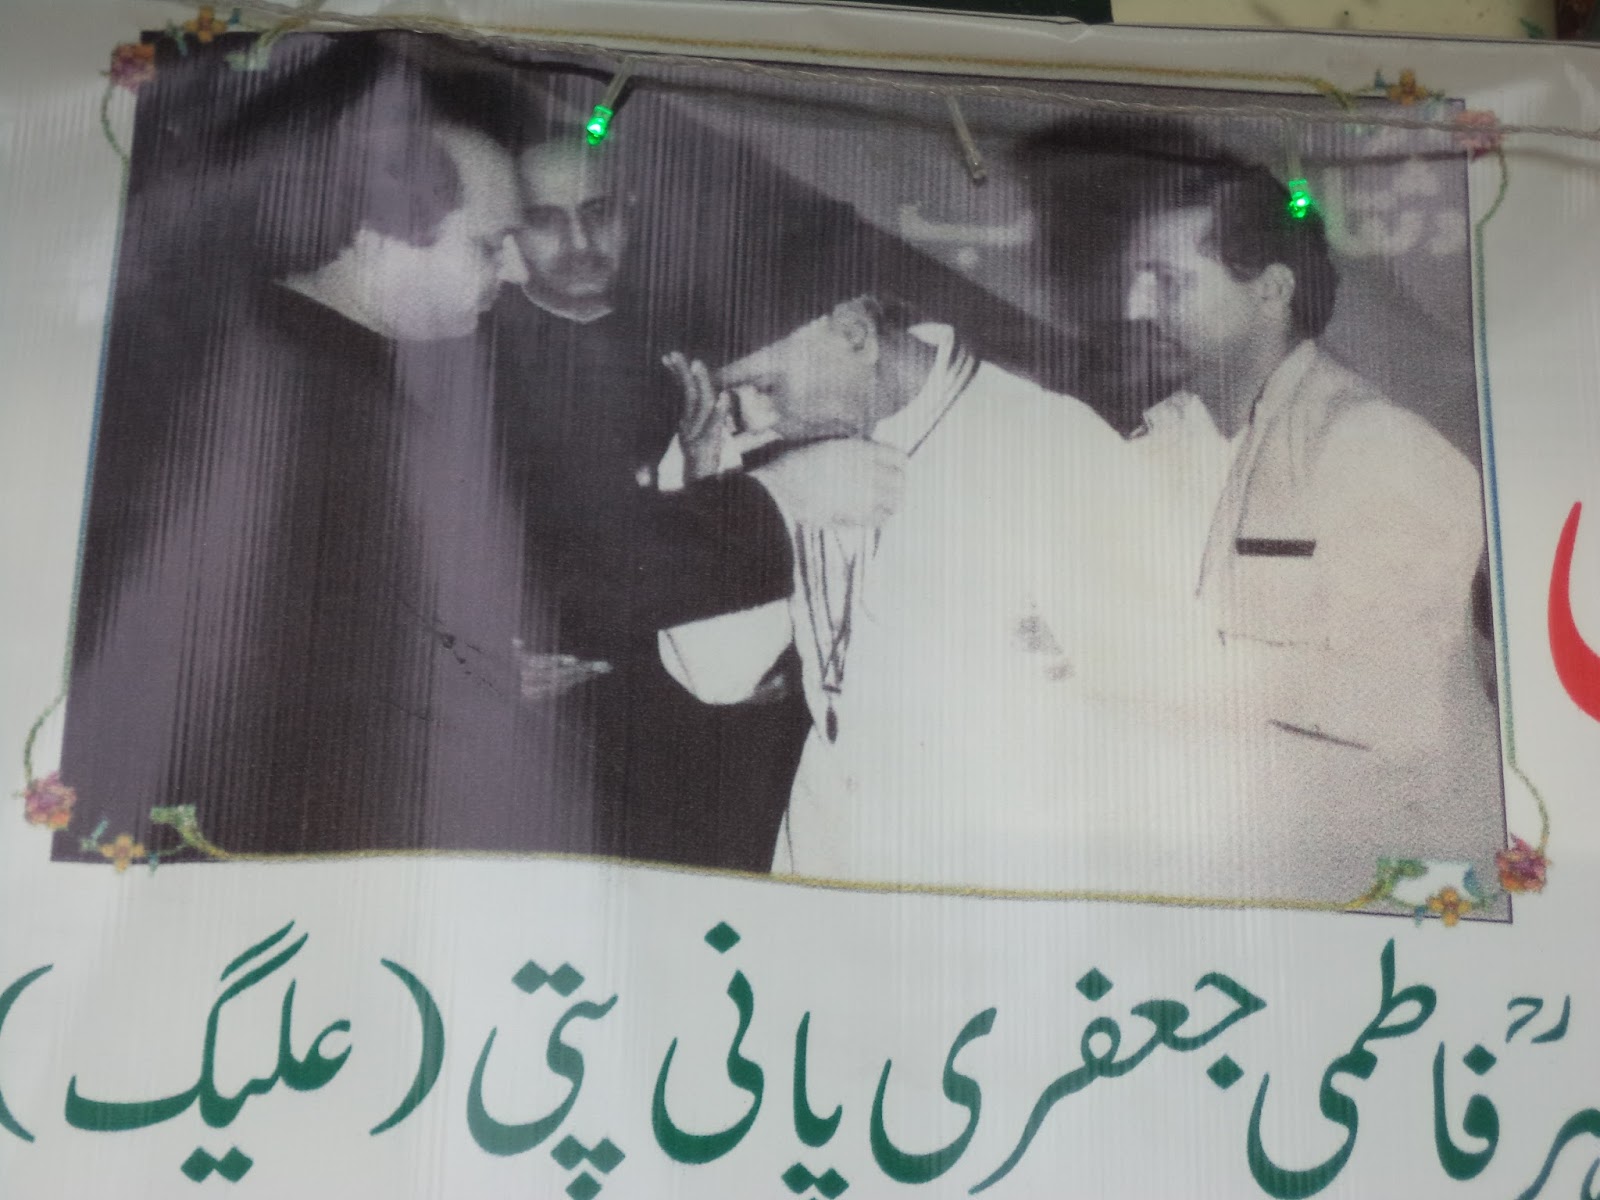 فاطمی جعفری پانی پتی (علیگ)